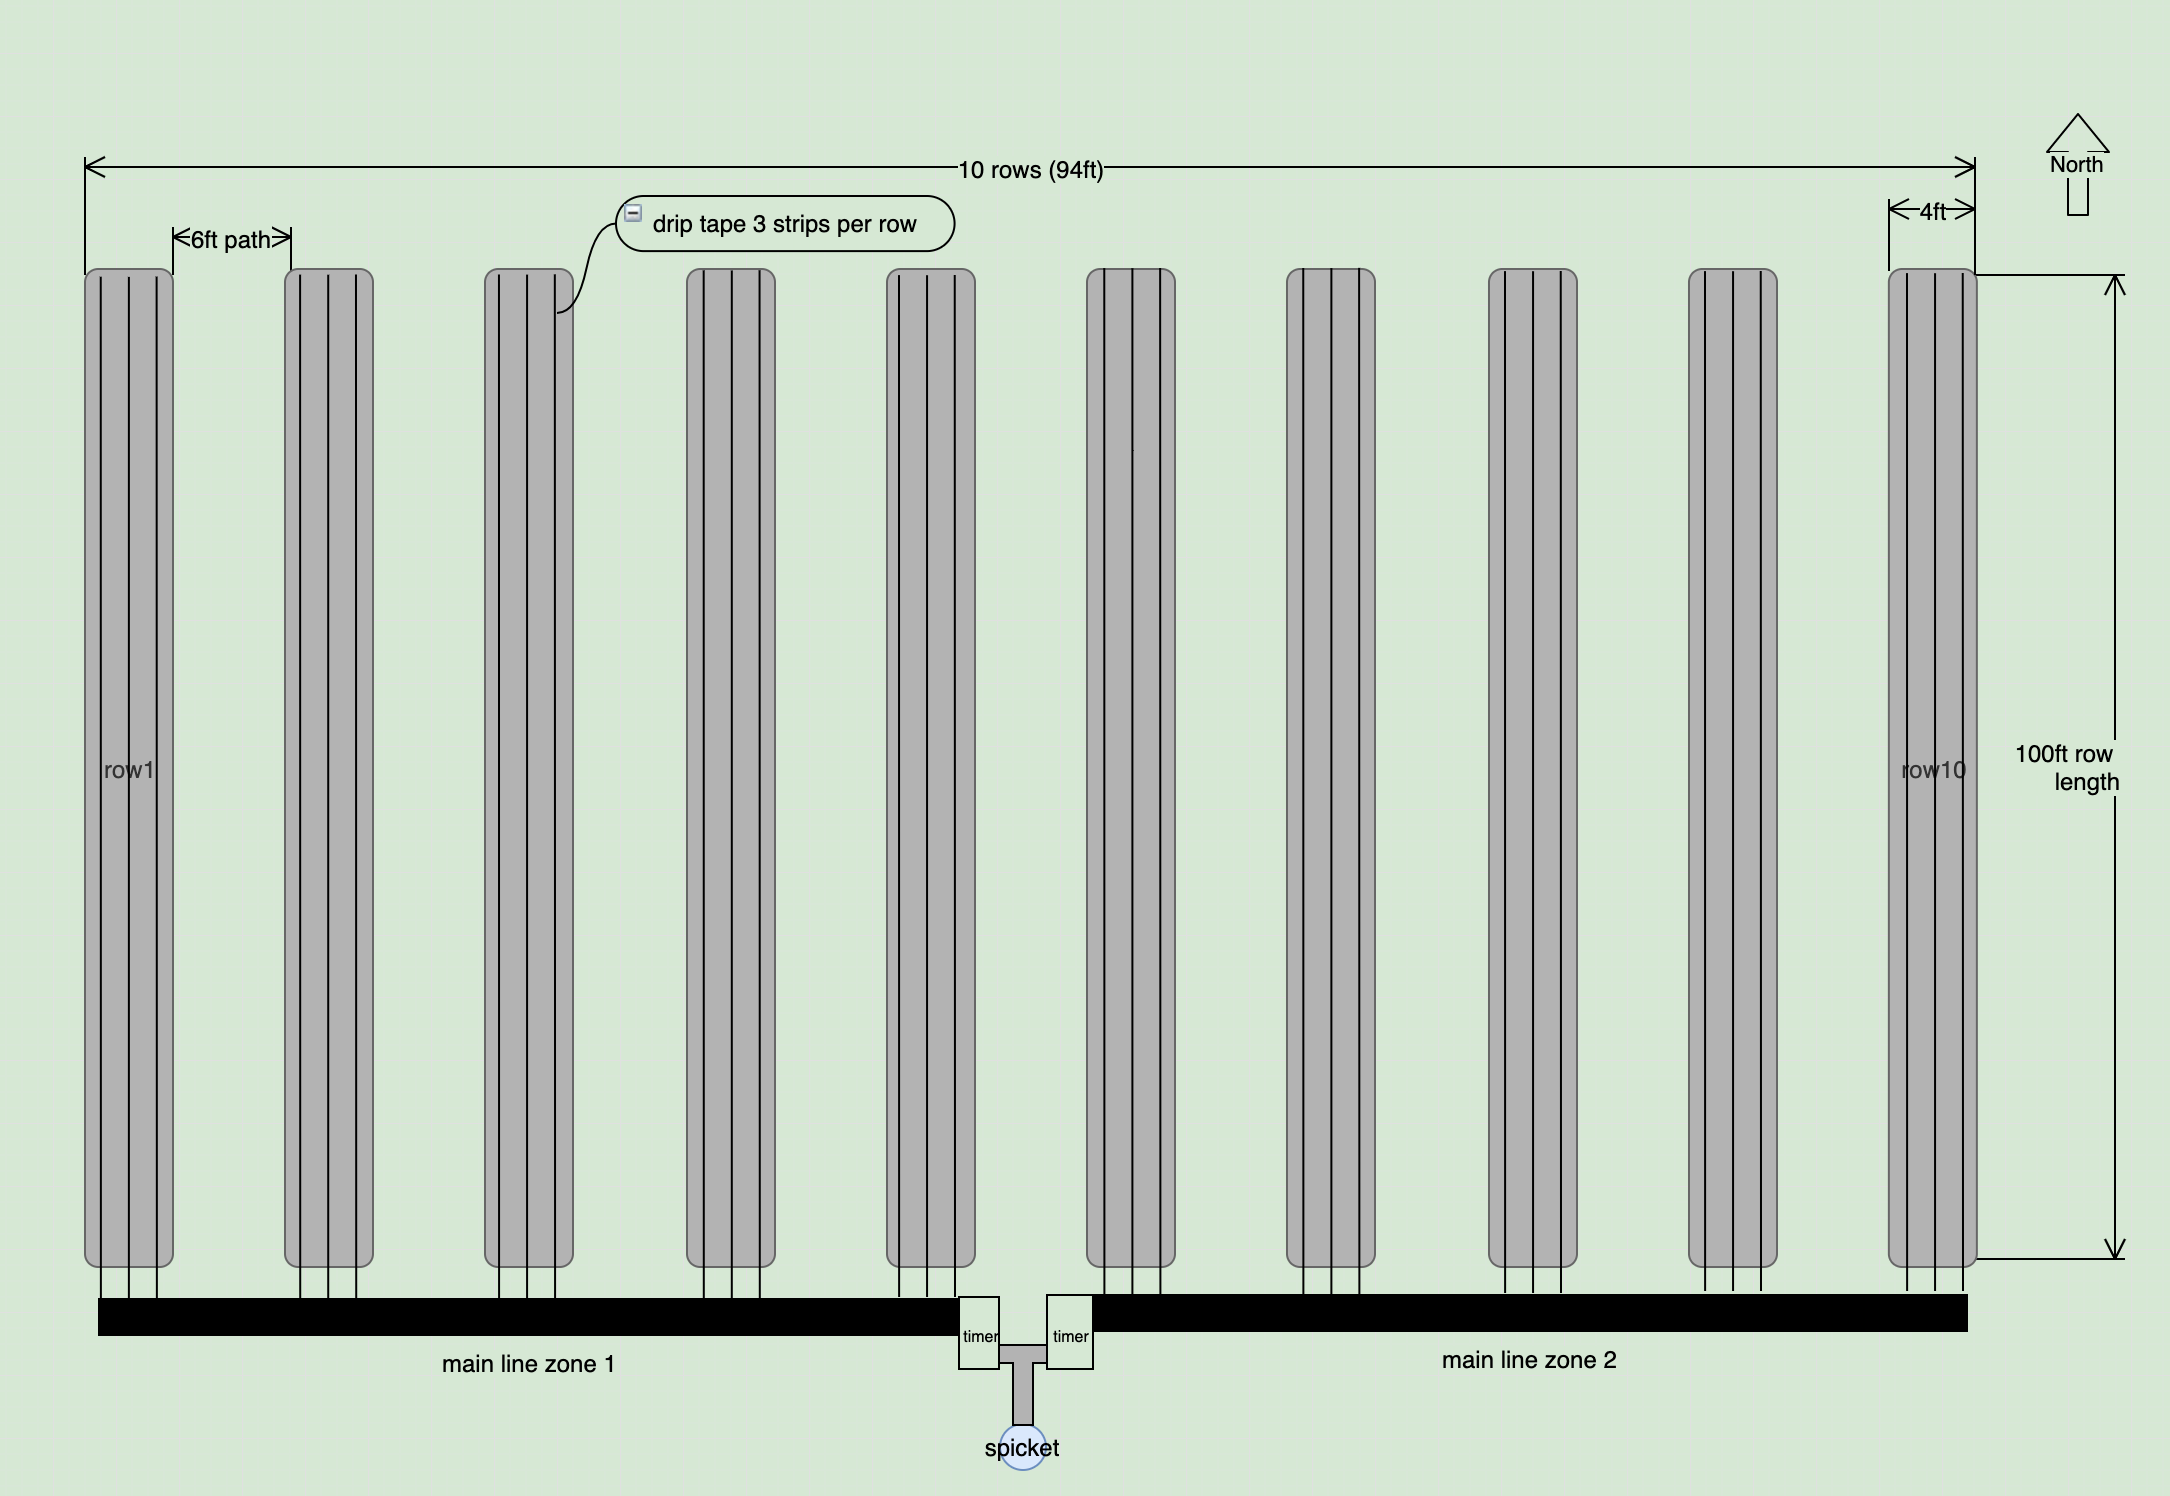 10 rows (94ft)
North
4ft
drip tape 3 strips per row
6ft path
row1
row10
100ft row
length
timer
timer
main line zone 1
main line zone 2
spicket